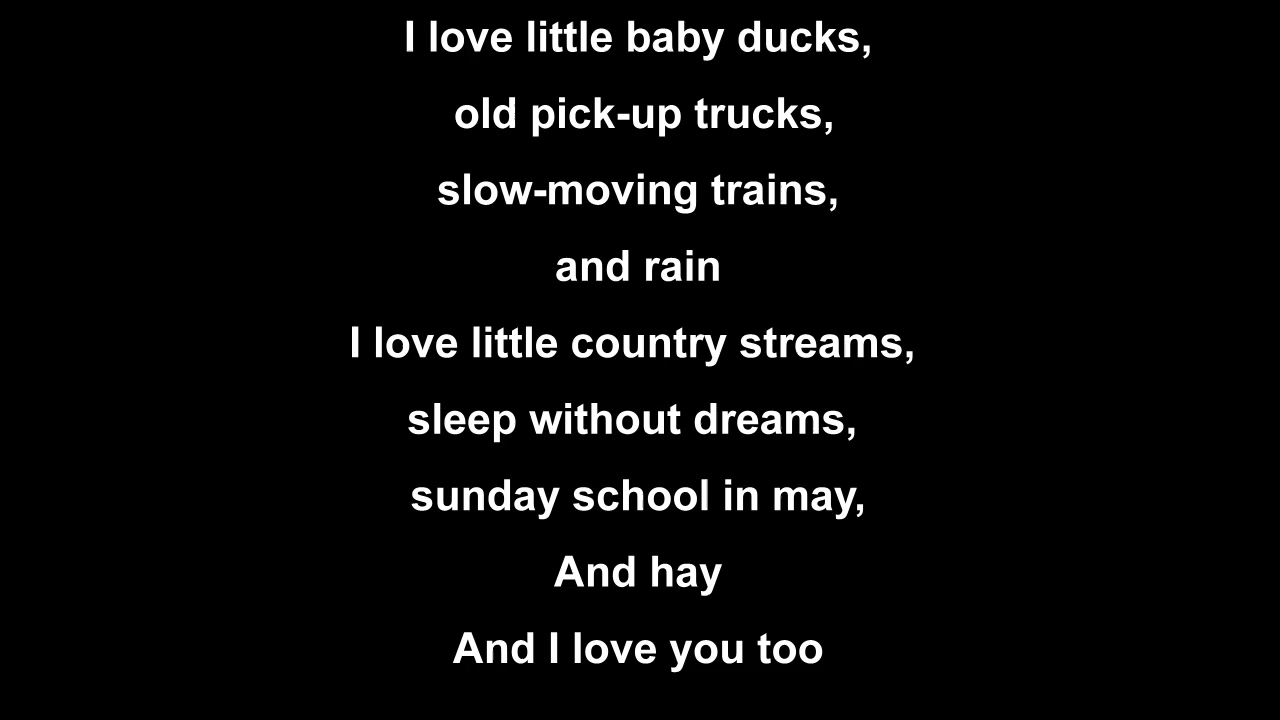 I love little baby ducks,
old pick-up trucks,
slow-moving trains,
and rain
I love little country streams,
sleep without dreams,
sunday school in may,
And hay
And I love you too